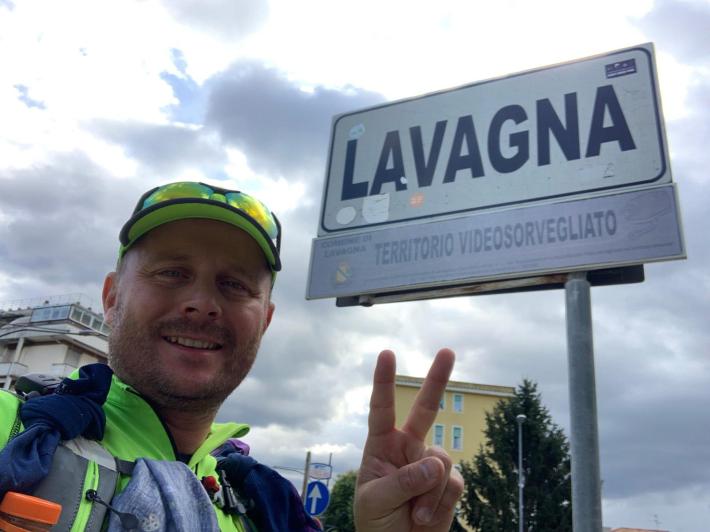 LAVAGNA
COMUNE DI
LAVAGNA
TERRITORIO VIDEOSORVEGLIATO